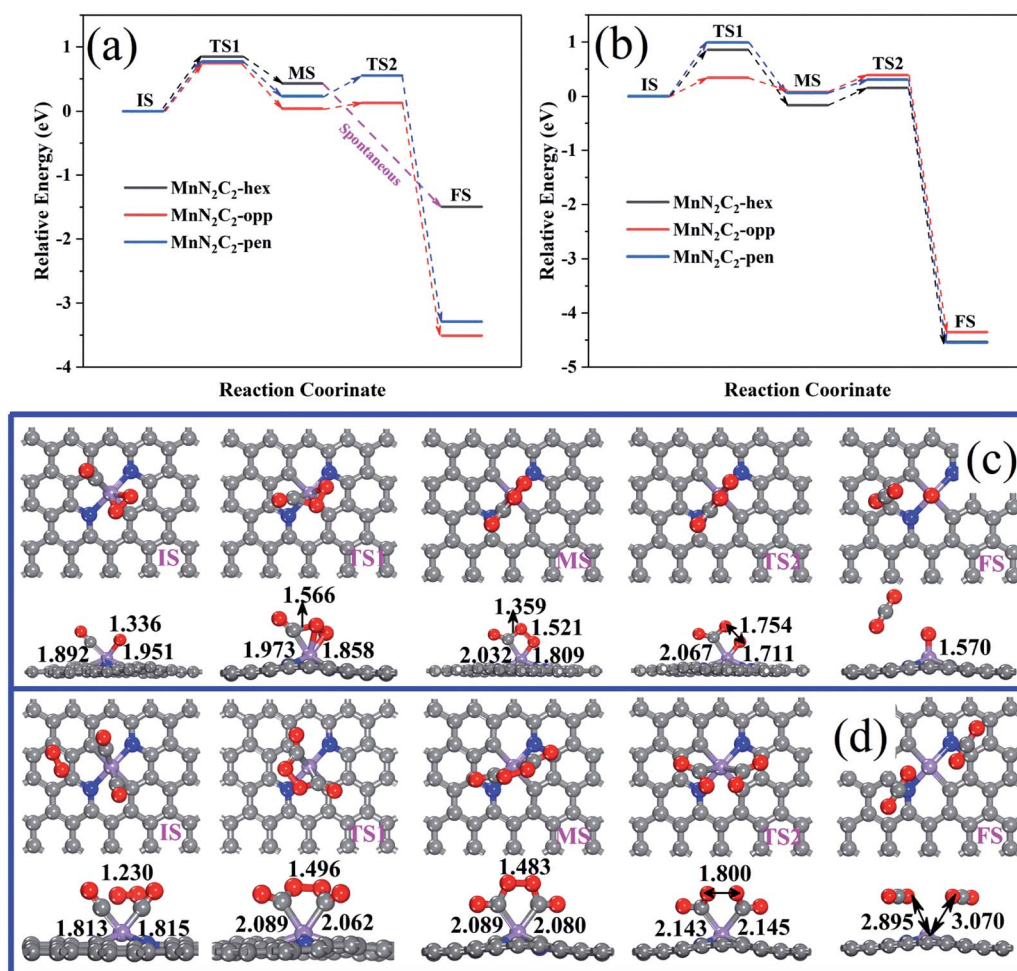 (a)
1
0
-1
-2
-3
-4
Relative Energy (eV)
IS
TS1
MS
TS2
Spontaneous
FS
MnN₂C₂-hex
MnN₂C₂-opp
MnN₂C₂-pen
Reaction Coorinate
(b)
1
0
-1
-2
-3
-4
-5
Relative Energy (eV)
IS
TS1
MS
TS2
FS
MnN₂C₂-hex
MnN₂C₂-opp
MnN₂C₂-pen
Reaction Coorinate
(c)
IS TS1 MS TS2 FS
1.336
1.892 1.951
1.566
1.973 1.858
1.359
1.521
2.032 1.809
1.754
2.067 1.711
1.570
(d)
IS TS1 MS TS2 FS
1.230
1.813 1.815
1.496
2.089 2.062
1.483
2.089 2.080
1.800
2.143 2.145
2.895 3.070